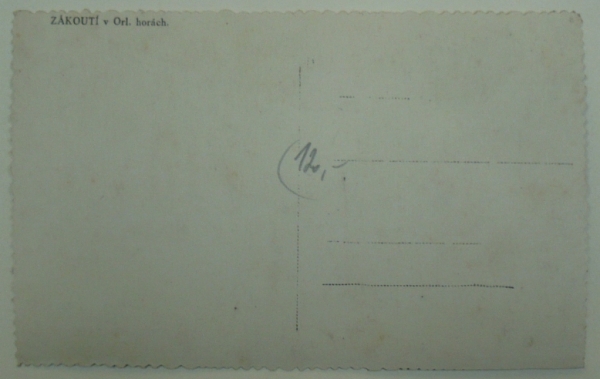 ZÁKOUTÍ v Orl. horách.
12,-